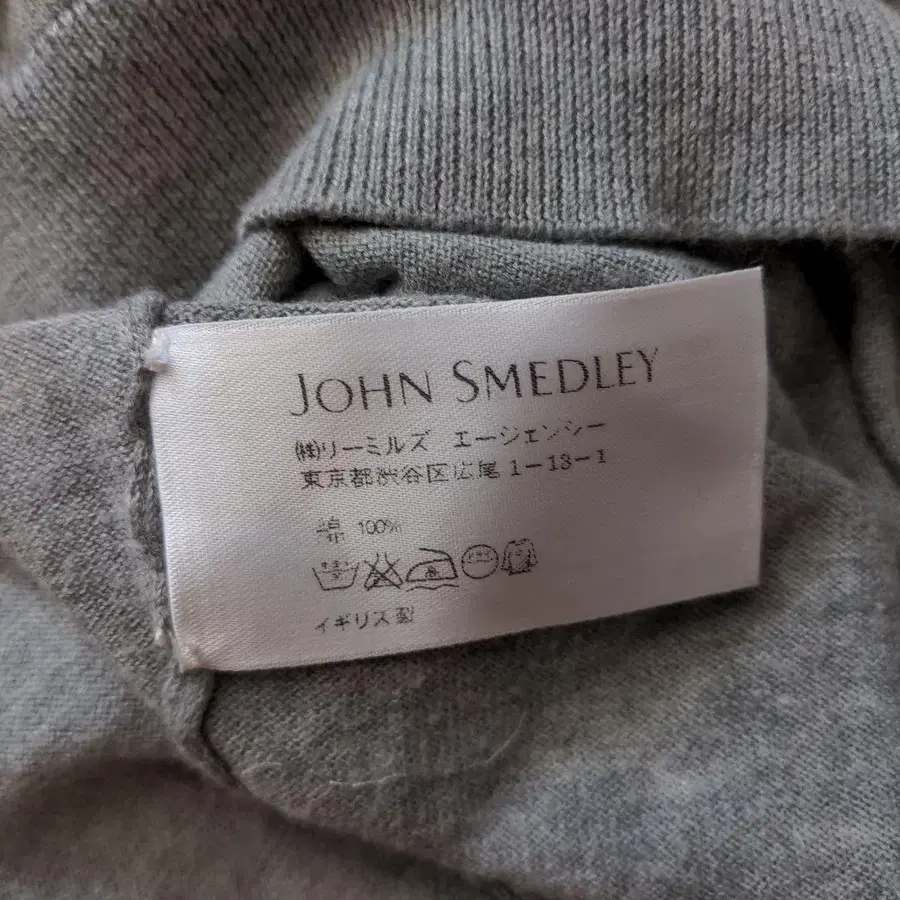 JOHN SMEDLEY
㈱リーミルズ エージェンシー
東京都渋谷区広尾 1-13-1
綿 100%
イギリス製